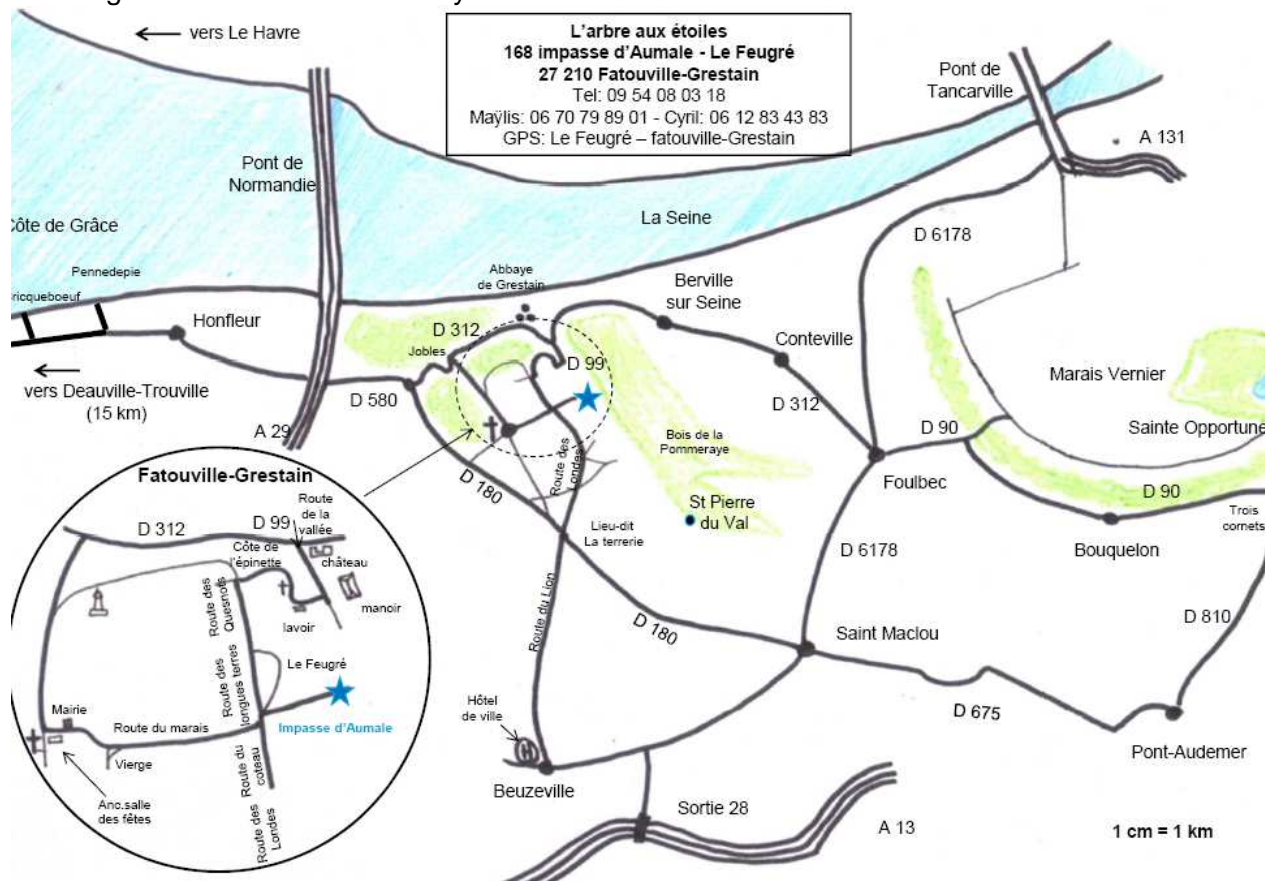 vers Le Havre
L'arbre aux étoiles
168 impasse d'Aumale - Le Feugré
27 210 Fatouville-Grestain
Tel: 09 54 08 03 18
Maÿlis: 06 70 79 89 01 - Cyril: 06 12 83 43 83
GPS: Le Feugré – fatouville-Grestain
Pont de
Tancarville
A 131
Pont de
Normandie
La Seine
Côte de Grâce
D 6178
Pennedepie
Abbaye
de Grestain
Berville
sur Seine
Honfleur
D 312
Jobles
D 99
Conteville
Marais Vernier
vers Deauville-Trouville
(15 km)
D 580
D 312
D 90
Sainte Opportune
A 29
Route des
Londes
Bois de la
Pommeraye
Foulbec
D 90
Fatouville-Grestain
D 180
St Pierre
du Val
Trois
cornets
Lieu-dit
La terrerie
D 6178
Bouquelon
D 312
D 99
Route
de la
vallée
Côte de
l'épinette
château
manoir
lavoir
Route des
Quesnots
Route du Lion
D 180
Saint Maclou
D 810
Le Feugré
Route des
longues terres
Mairie
Route du marais
Impasse d'Aumale
Hôtel
de ville
D 675
Pont-Audemer
Vierge
Route du
coteau
Anc.salle
des fêtes
Beuzeville
Sortie 28
A 13
1 cm = 1 km
Route des
Londes